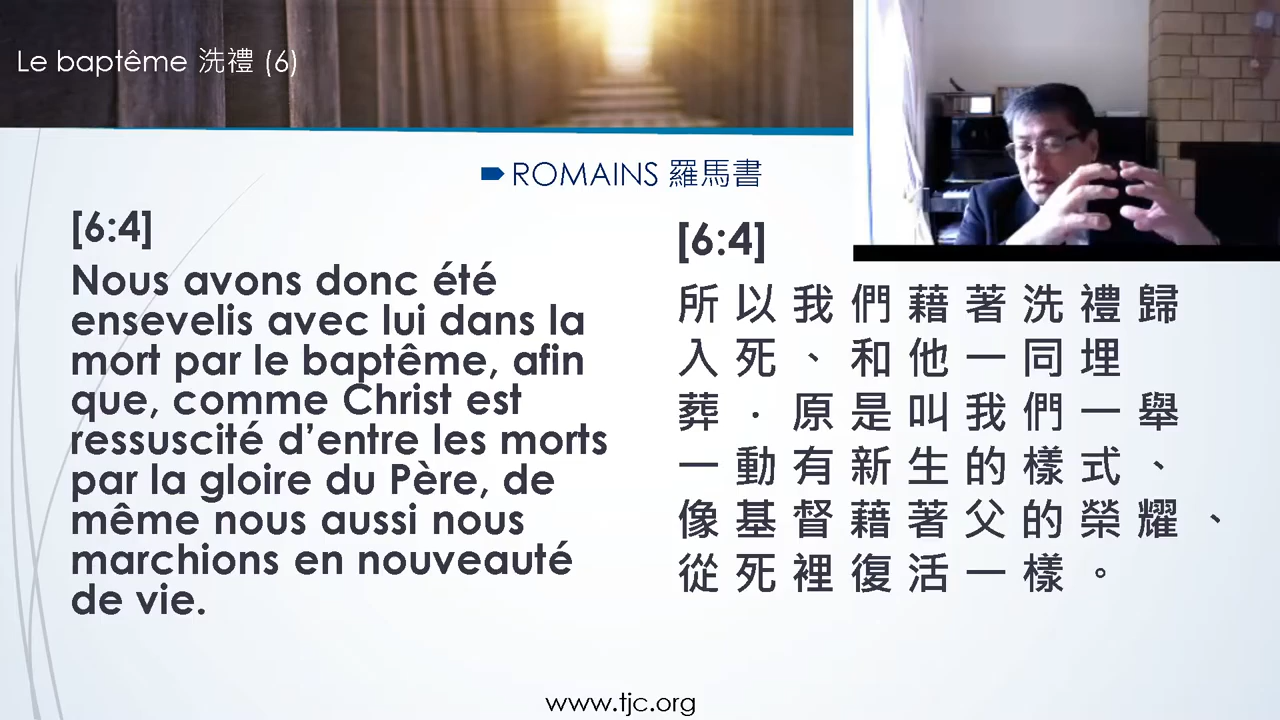 Le baptême 洗禮 (6)
ROMAINS 羅馬書
[6:4]
Nous avons donc été
ensevelis avec lui dans la
mort par le baptême, afin
que, comme Christ est
ressuscité d’entre les morts
par la gloire du Père, de
même nous aussi nous
marchions en nouveauté
de vie.
[6:4]
所以我們藉著洗禮歸
入死、和他一同埋
葬．原是叫我們一舉
一動有新生的樣式、
像基督藉著父的榮耀、
從死裡復活一樣。
www.tjc.org